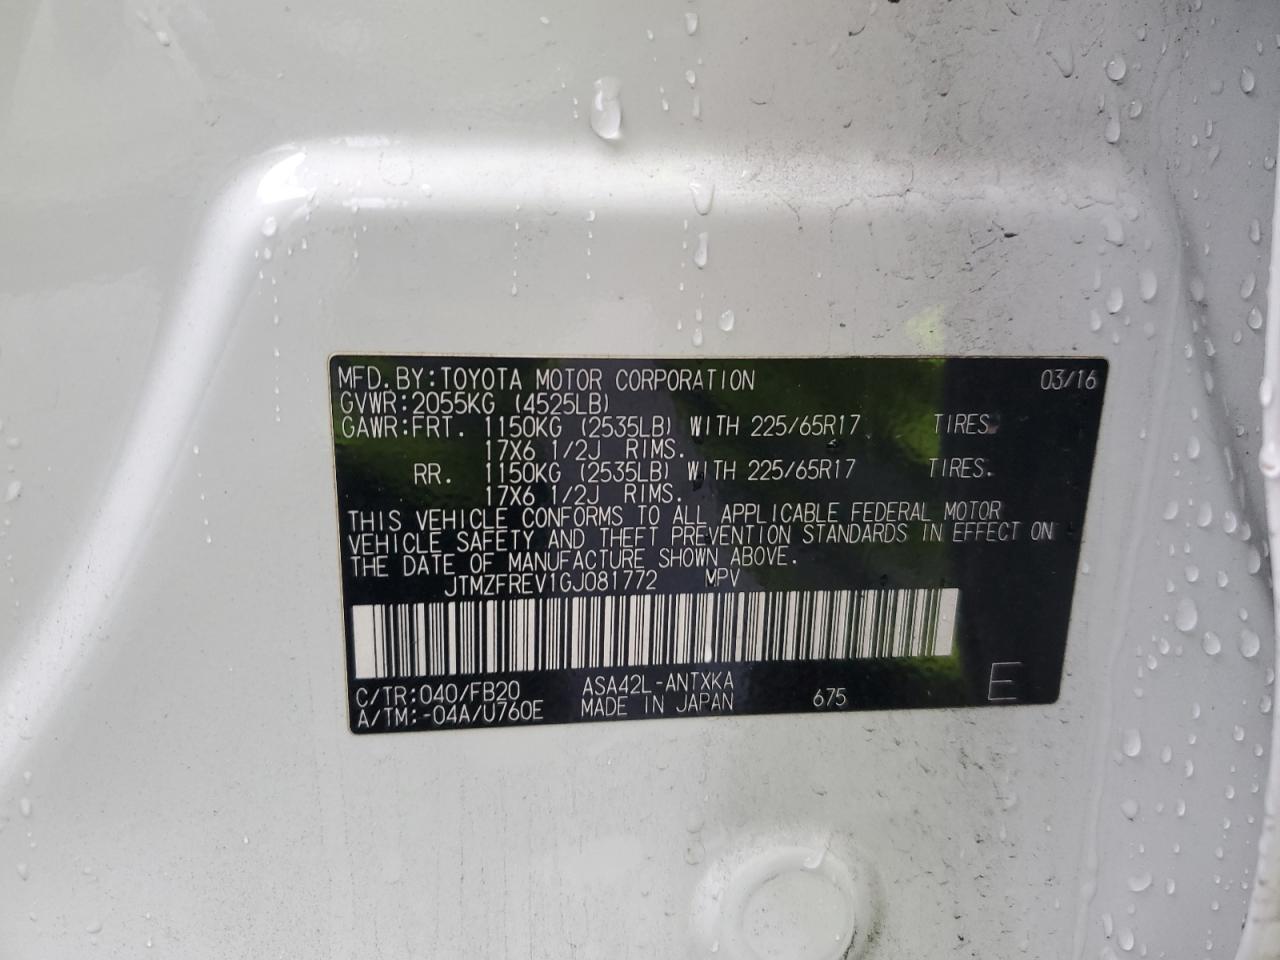 MFD. BY: TOYOTA MOTOR CORPORATION 03/16
GVWR: 2055KG (4525LB)
GAWR: FRT. 1150KG (2535LB) WITH 225/65R17 TIRES.
17X6 1/2J RIMS.
RR. 1150KG (2535LB) WITH 225/65R17 TIRES.
17X6 1/2J RIMS.
THIS VEHICLE CONFORMS TO ALL APPLICABLE FEDERAL MOTOR
VEHICLE SAFETY AND THEFT PREVENTION STANDARDS IN EFFECT ON
THE DATE OF MANUFACTURE SHOWN ABOVE.
JTMZFREV1GJ081772 MPV
C/TR: 040/FB20 ASA42L-ANTXKA
A/TM: -04A/U760E MADE IN JAPAN 675 E